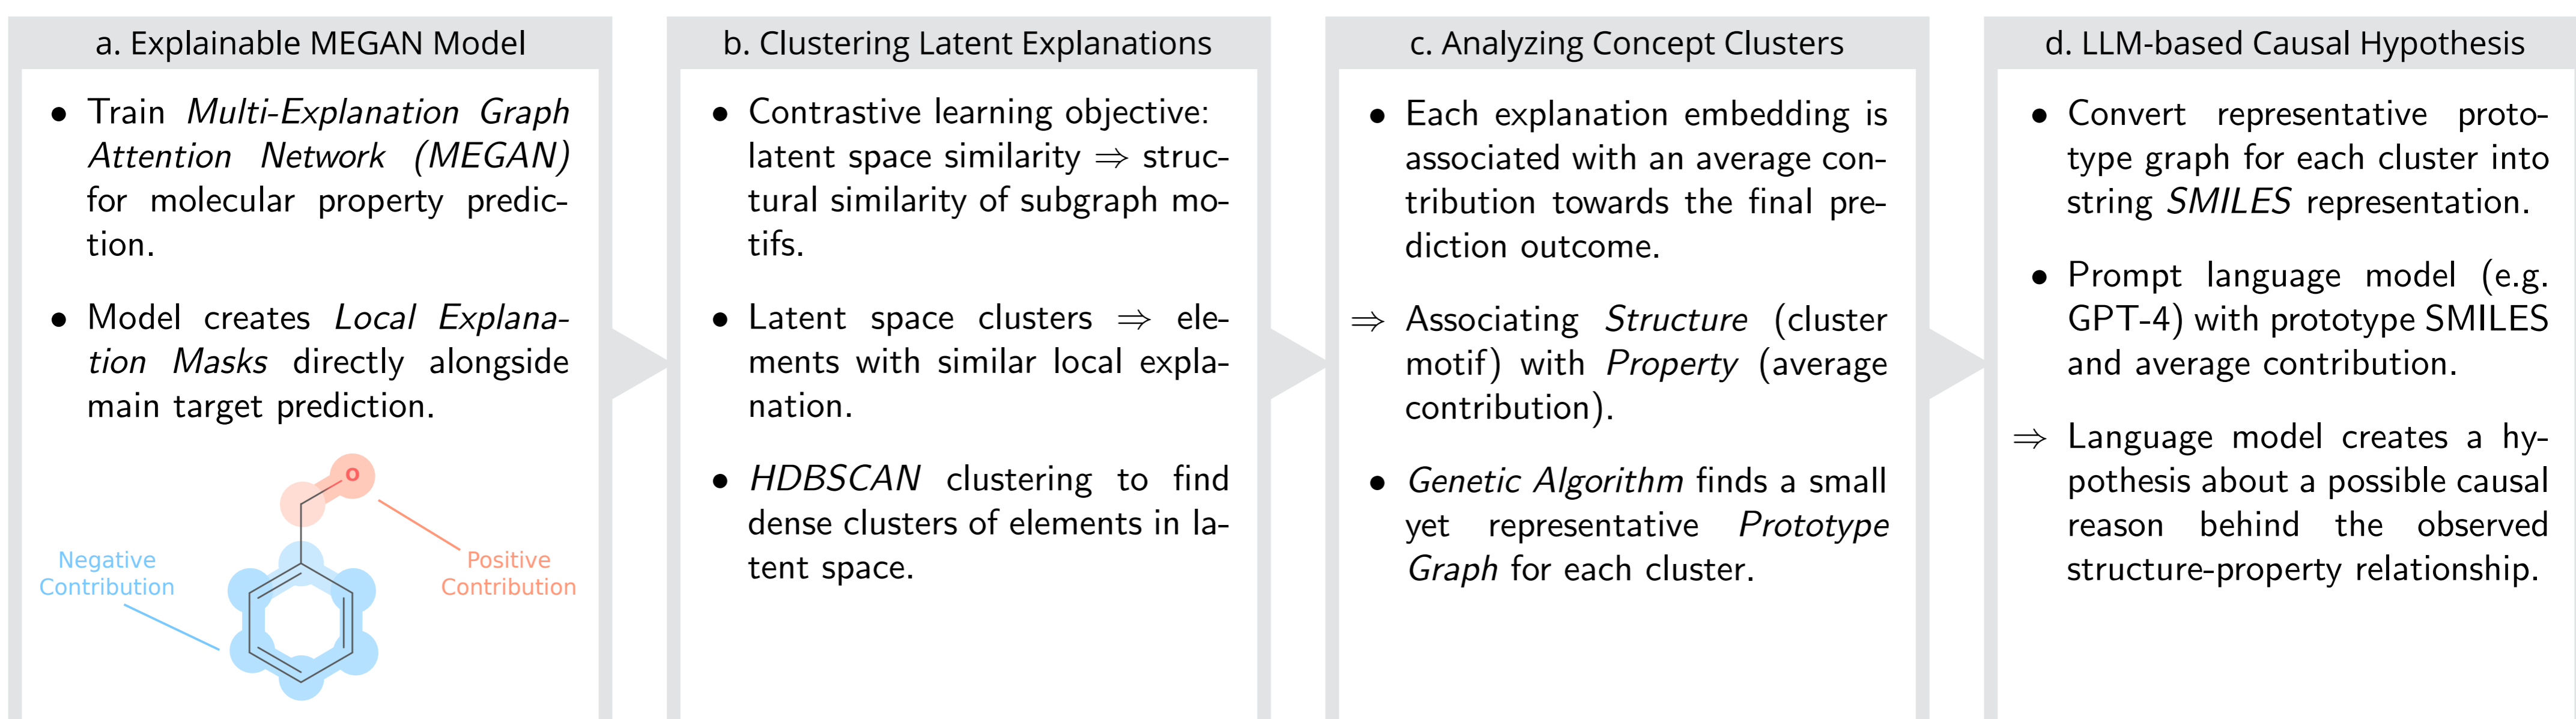 a. Explainable MEGAN Model
• Train Multi-Explanation Graph
Attention Network (MEGAN)
for molecular property predic-
tion.
• Model creates Local Explana-
tion Masks directly alongside
main target prediction.
O
Negative
Contribution
Positive
Contribution
b. Clustering Latent Explanations
• Contrastive learning objective:
latent space similarity ⇒ struc-
tural similarity of subgraph mo-
tifs.
• Latent space clusters ⇒ ele-
ments with similar local expla-
nation.
• HDBSCAN clustering to find
dense clusters of elements in la-
tent space.
c. Analyzing Concept Clusters
• Each explanation embedding is
associated with an average con-
tribution towards the final pre-
diction outcome.
⇒ Associating Structure (cluster
motif) with Property (average
contribution).
• Genetic Algorithm finds a small
yet representative Prototype
Graph for each cluster.
d. LLM-based Causal Hypothesis
• Convert representative proto-
type graph for each cluster into
string SMILES representation.
• Prompt language model (e.g.
GPT-4) with prototype SMILES
and average contribution.
⇒ Language model creates a hy-
pothesis about a possible causal
reason behind the observed
structure-property relationship.